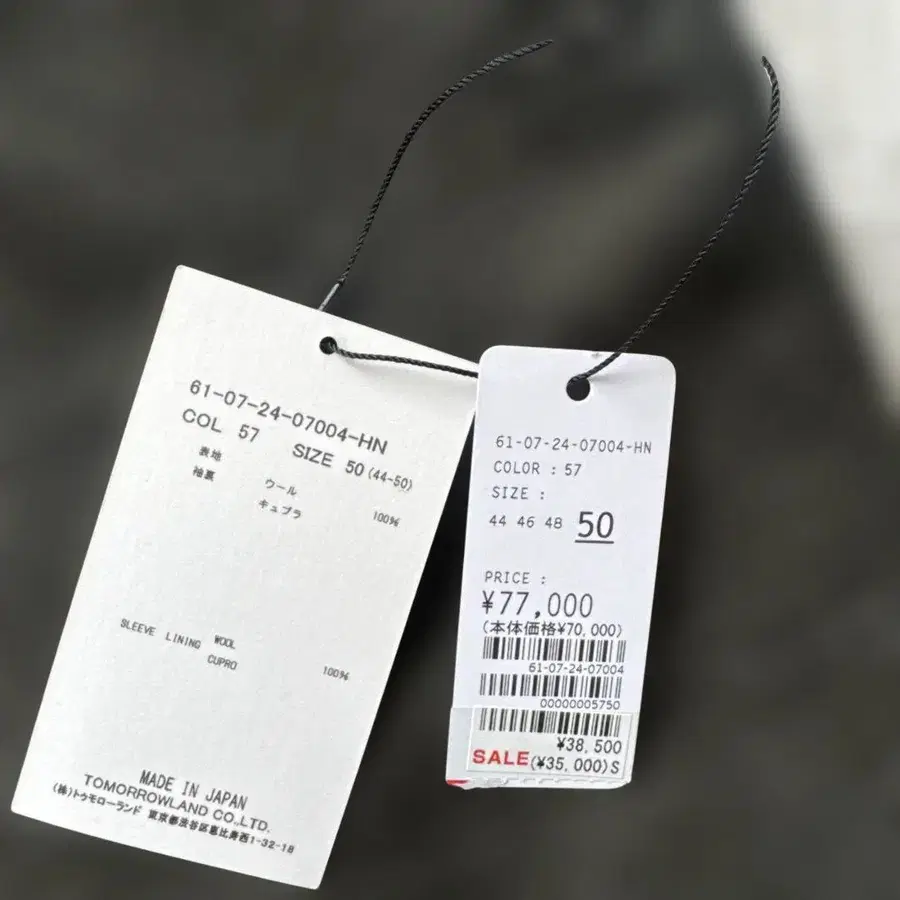 61-07-24-07004-HN
COL 57 SIZE 50 (44-50)
表地 ウール 100%
袖裏 キュプラ
SLEEVE LINING WOOL 100%
CUPRO
MADE IN JAPAN
TOMORROWLAND CO.,LTD.
(株)トゥモローランド 東京都渋谷区恵比寿西1-32-18
61-07-24-07004-HN
COLOR : 57
SIZE :
44 46 48 50
PRICE :
¥77,000
(本体価格¥70,000)
61-07-24-07004
00000005750
¥38,500
SALE(¥35,000)S